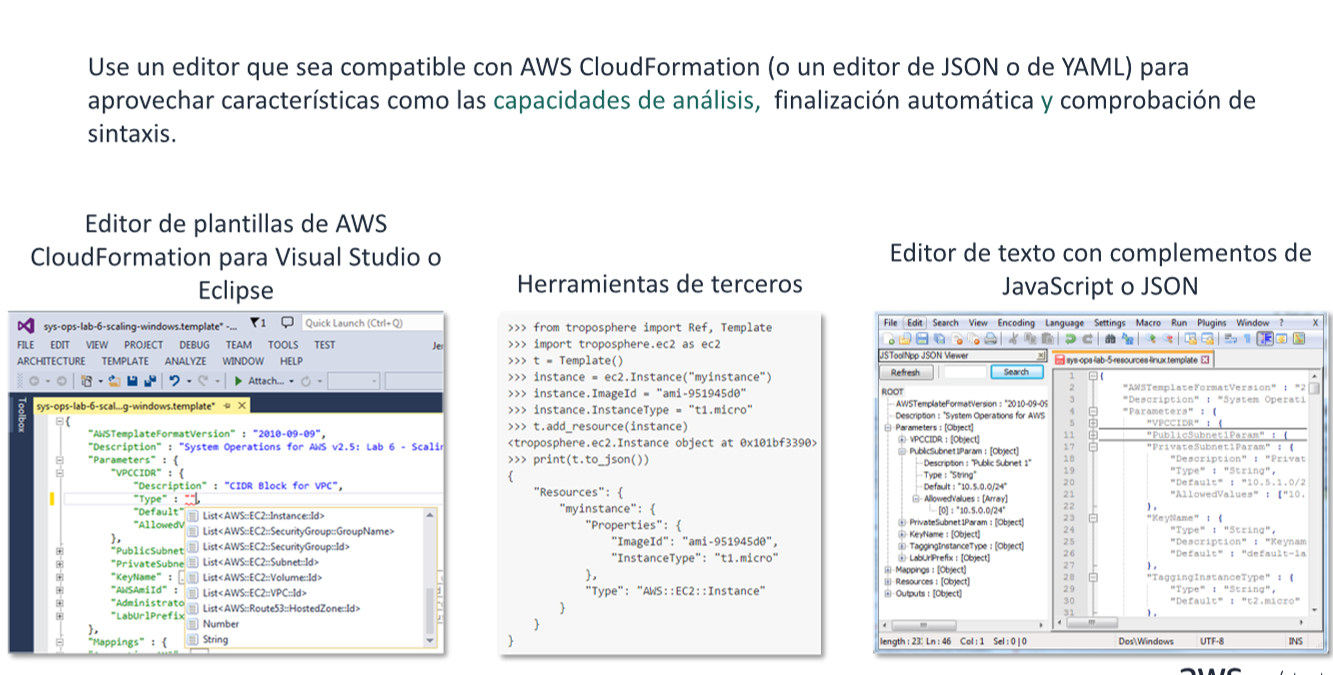 Use un editor que sea compatible con AWS CloudFormation (o un editor de JSON o de YAML) para
aprovechar características como las capacidades de análisis, finalización automática y comprobación de
sintaxis.
Editor de plantillas de AWS
CloudFormation para Visual Studio o
Eclipse
sys-ops-lab-6-scaling-windows.template* -...
1
Quick Launch (Ctrl+Q)
FILE EDIT VIEW PROJECT DEBUG TEAM TOOLS TEST
ARCHITECTURE TEMPLATE ANALYZE WINDOW HELP
Attach...
Toolbox
sys-ops-lab-6-scal...g-windows.template*
{
"AWSTemplateFormatVersion" : "2010-09-09",
"Description" : "System Operations for AWS v2.5: Lab 6 - Scalin
"Parameters" : {
"VPCCIDR" : {
"Description" : "CIDR Block for VPC",
"Type" : "",
"Default"
"AllowedV
},
"PublicSubnet
"PrivateSubne
"KeyName" : {
"AWSAmiId" :
"Administrato
"LabUrlPrefix
},
"Mappings" : {
List<AWS::EC2::Instance::Id>
List<AWS::EC2::SecurityGroup::GroupName>
List<AWS::EC2::SecurityGroup::Id>
List<AWS::EC2::Subnet::Id>
List<AWS::EC2::Volume::Id>
List<AWS::EC2::VPC::Id>
List<AWS::Route53::HostedZone::Id>
Number
String
Herramientas de terceros
>>> from troposphere import Ref, Template
>>> import troposphere.ec2 as ec2
>>> t = Template()
>>> instance = ec2.Instance("myinstance")
>>> instance.ImageId = "ami-951945d0"
>>> instance.InstanceType = "t1.micro"
>>> t.add_resource(instance)
<troposphere.ec2.Instance object at 0x101bf3390>
>>> print(t.to_json())
{
"Resources": {
"myinstance": {
"Properties": {
"ImageId": "ami-951945d0",
"InstanceType": "t1.micro"
},
"Type": "AWS::EC2::Instance"
}
}
}
Editor de texto con complementos de
JavaScript o JSON
File Edit Search View Encoding Language Settings Macro Run Plugins Window ? X
JSToolNpp JSON Viewer
Refresh Search
ROOT
AWSTemplateFormatVersion : "2010-09-09
Description : "System Operations for AWS
Parameters : [Object]
VPCCIDR : [Object]
PublicSubnet1Param : [Object]
Description : "Public Subnet 1"
Type : "String"
Default : "10.5.0.0/24"
AllowedValues : [Array]
[0] : "10.5.0.0/24"
PrivateSubnet1Param : [Object]
KeyName : [Object]
TaggingInstanceType : [Object]
LabUrlPrefix : [Object]
Mappings : [Object]
Resources : [Object]
Outputs : [Object]
sys-ops-lab-5-resources-linux.template
1 {
2 "AWSTemplateFormatVersion" : "2
3 "Description" : "System Operati
4 "Parameters" : {
5 "VPCCIDR" : {
11 "PublicSubnet1Param" : {
17 "PrivateSubnet1Param" : {
18 "Description" : "Privat
19 "Type" : "String",
20 "Default" : "10.5.1.0/2
21 "AllowedValues" : ["10.
22 },
23 "KeyName" : {
24 "Type" : "String",
25 "Description" : "Keynam
26 "Default" : "default-la
27 },
28 "TaggingInstanceType" : {
29 "Type" : "String",
30 "Default" : "t2.micro"
31 },
length : 23: Ln : 46 Col : 1 Sel : 0 | 0 Dos\Windows UTF-8 INS
aws